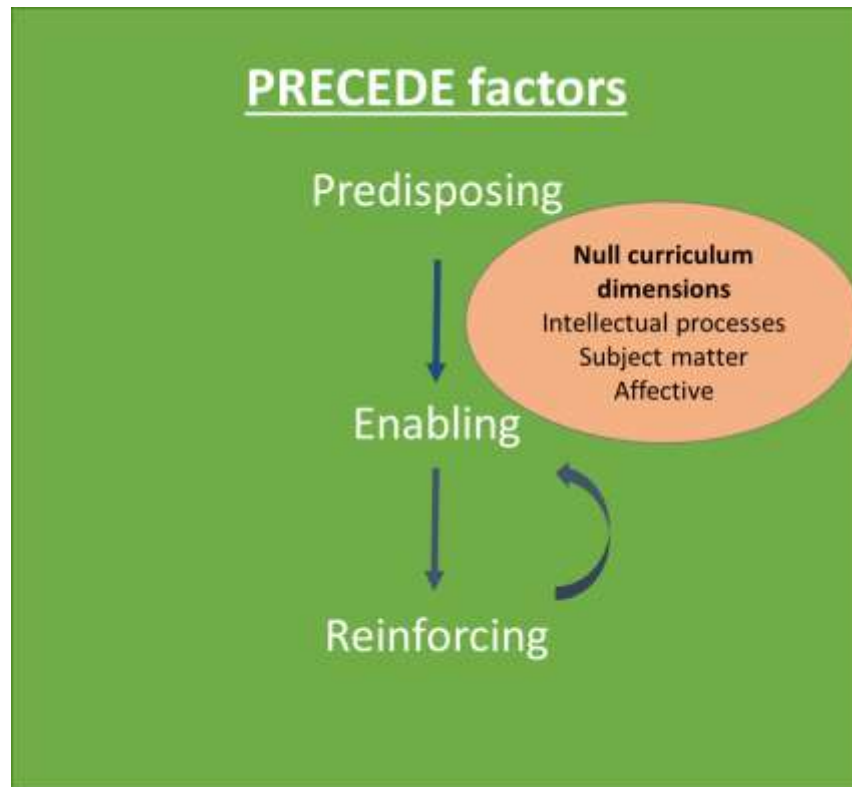 PRECEDE factors
Predisposing
Null curriculum
dimensions
Intellectual processes
Subject matter
Affective
Enabling
Reinforcing